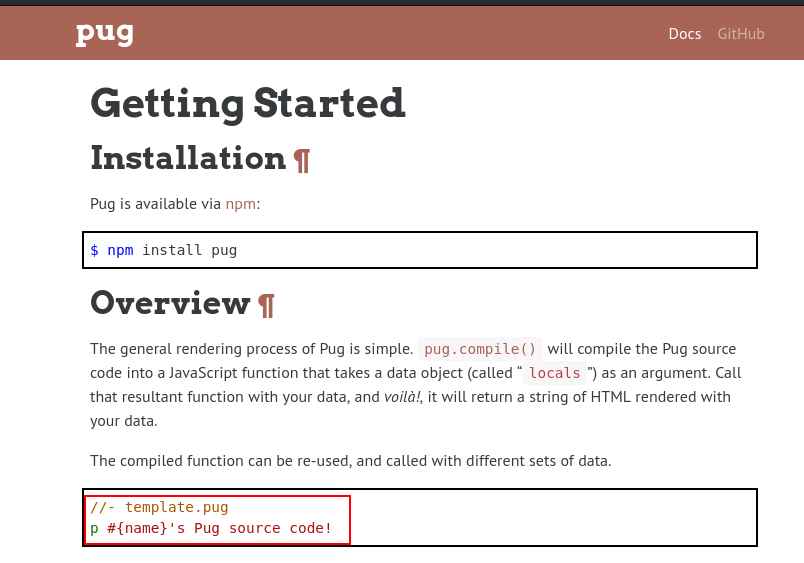 pug
Docs GitHub
Getting Started
Installation ¶
Pug is available via npm:
$ npm install pug
Overview ¶
The general rendering process of Pug is simple. pug.compile() will compile the Pug source
code into a JavaScript function that takes a data object (called “locals”) as an argument. Call
that resultant function with your data, and voilà!, it will return a string of HTML rendered with
your data.
The compiled function can be re-used, and called with different sets of data.
//- template.pug
p #{name}'s Pug source code!